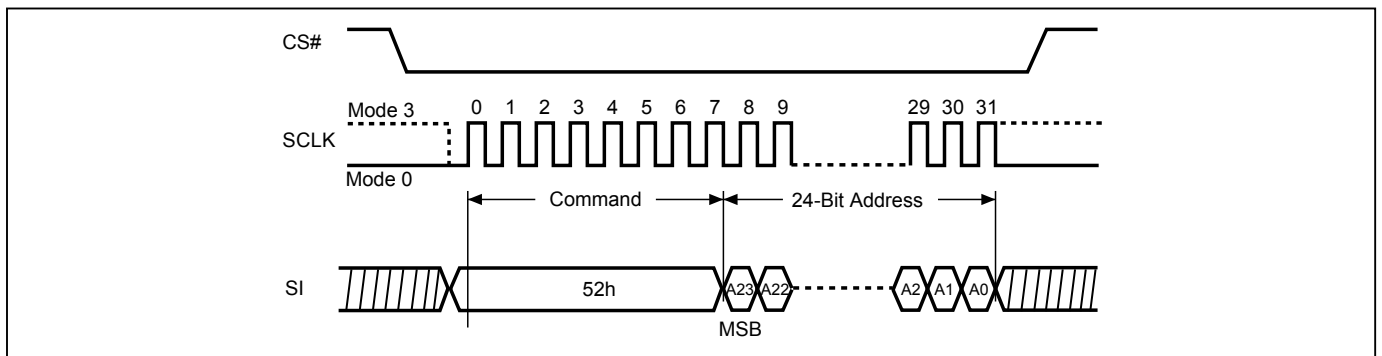 CS#
Mode 3
0 1 2 3 4 5 6 7 8 9 29 30 31
SCLK
Mode 0
Command 24-Bit Address
SI 52h A23 A22 A2 A1 A0
MSB